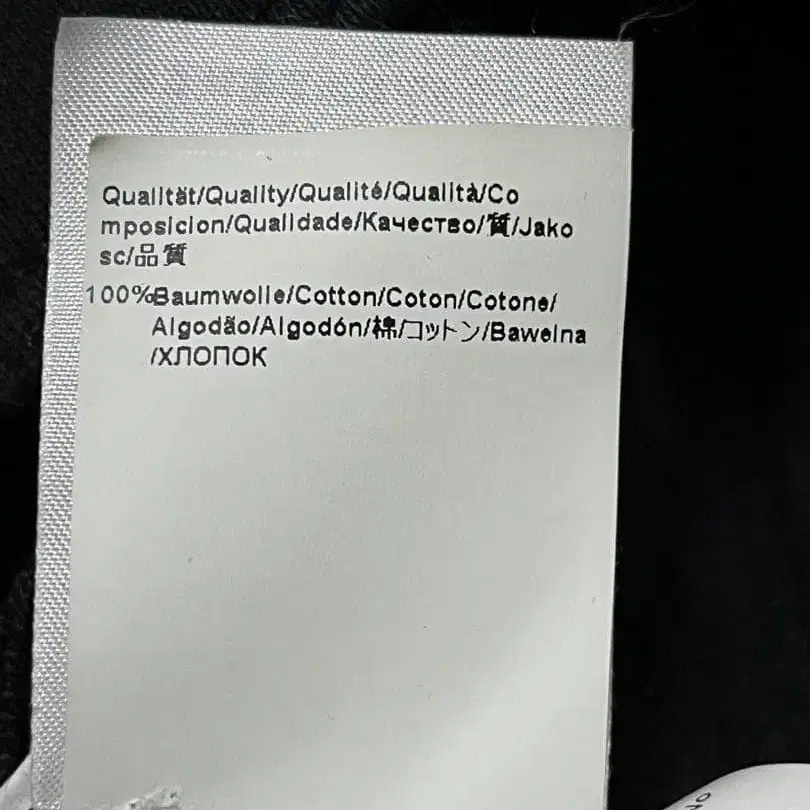 Qualität/Quality/Qualité/Qualità/Co
mposicion/Qualidade/Качество/質/Jako
sc/品質
100%Baumwolle/Cotton/Coton/Cotone/
Algodão/Algodón/棉/コットン/Bawelna
/ХЛОПОК